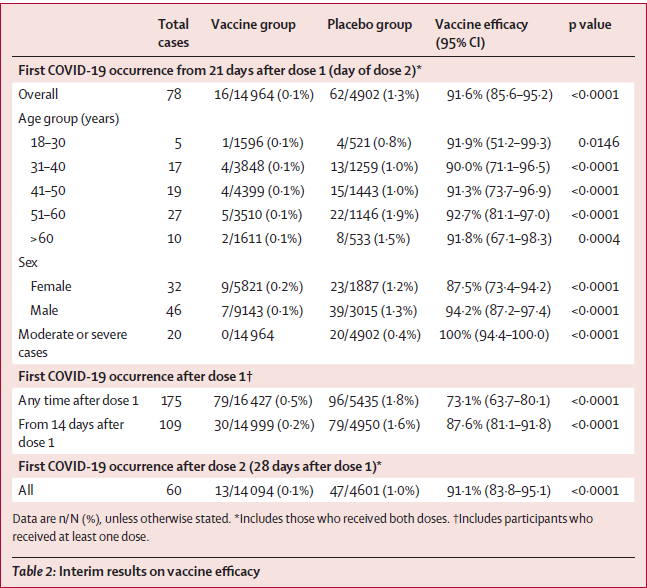 Total cases Vaccine group Placebo group Vaccine efficacy (95% CI) p value
First COVID-19 occurrence from 21 days after dose 1 (day of dose 2)*
Overall 78 16/14 964 (0·1%) 62/4902 (1·3%) 91·6% (85·6–95·2) <0·0001
Age group (years)
18–30 5 1/1596 (0·1%) 4/521 (0·8%) 91·9% (51·2–99·3) 0·0146
31–40 17 4/3848 (0·1%) 13/1259 (1·0%) 90·0% (71·1–96·5) <0·0001
41–50 19 4/4399 (0·1%) 15/1443 (1·0%) 91·3% (73·7–96·9) <0·0001
51–60 27 5/3510 (0·1%) 22/1146 (1·9%) 92·7% (81·1–97·0) <0·0001
>60 10 2/1611 (0·1%) 8/533 (1·5%) 91·8% (67·1–98·3) 0·0004
Sex
Female 32 9/5821 (0·2%) 23/1887 (1·2%) 87·5% (73·4–94·2) <0·0001
Male 46 7/9143 (0·1%) 39/3015 (1·3%) 94·2% (87·2–97·4) <0·0001
Moderate or severe cases 20 0/14 964 20/4902 (0·4%) 100% (94·4–100·0) <0·0001
First COVID-19 occurrence after dose 1†
Any time after dose 1 175 79/16 427 (0·5%) 96/5435 (1·8%) 73·1% (63·7–80·1) <0·0001
From 14 days after dose 1 109 30/14 999 (0·2%) 79/4950 (1·6%) 87·6% (81·1–91·8) <0·0001
First COVID-19 occurrence after dose 2 (28 days after dose 1)*
All 60 13/14 094 (0·1%) 47/4601 (1·0%) 91·1% (83·8–95·1) <0·0001
Data are n/N (%), unless otherwise stated. *Includes those who received both doses. †Includes participants who
received at least one dose.
Table 2: Interim results on vaccine efficacy